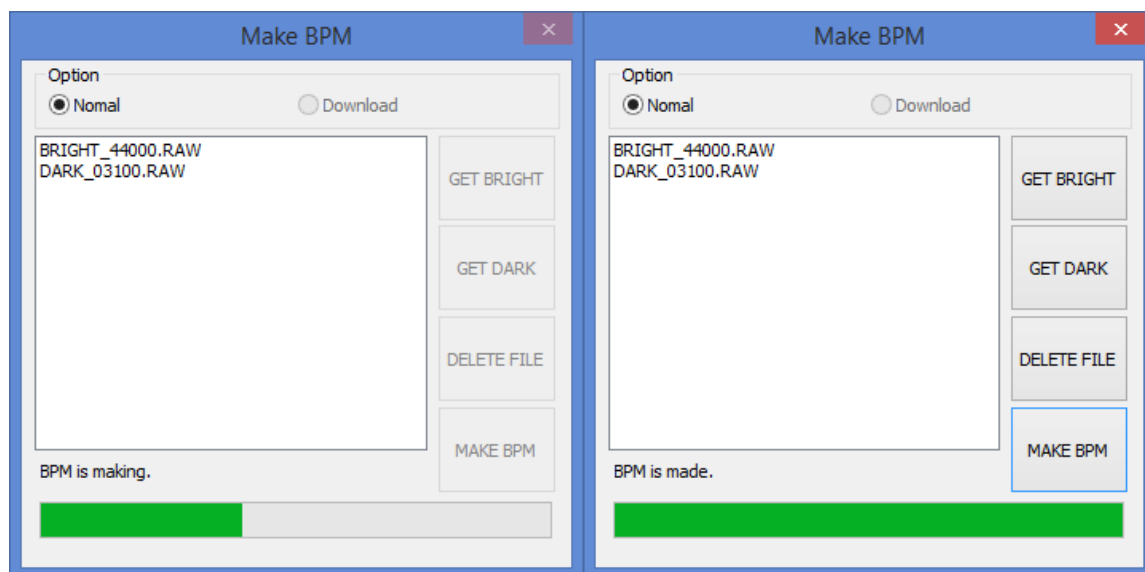 Make BPM
Option
Nomal
Download
BRIGHT_44000.RAW
DARK_03100.RAW
GET BRIGHT
GET DARK
DELETE FILE
MAKE BPM
BPM is making.
Make BPM
Option
Nomal
Download
BRIGHT_44000.RAW
DARK_03100.RAW
GET BRIGHT
GET DARK
DELETE FILE
MAKE BPM
BPM is made.